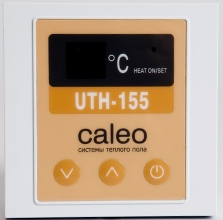 °C
HEAT ON/SET
UTH-155
caleo
системы теплого пола